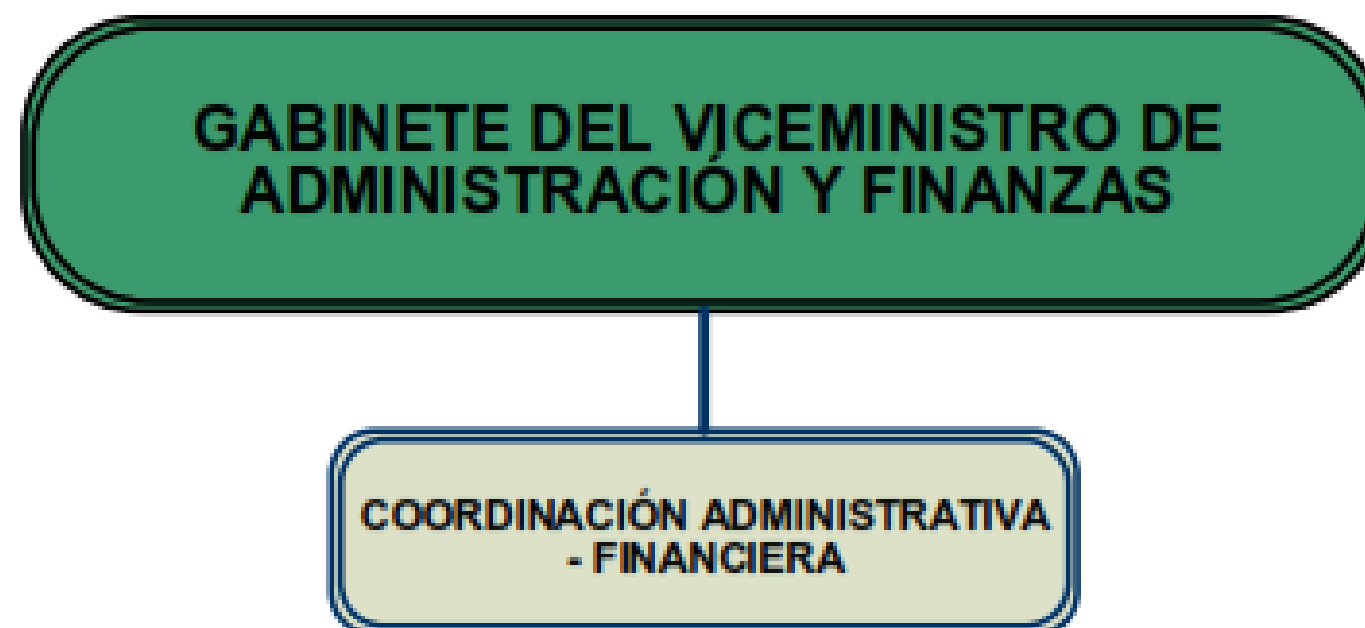 GABINETE DEL VICEMINISTRO DE
ADMINISTRACIÓN Y FINANZAS
COORDINACIÓN ADMINISTRATIVA
- FINANCIERA